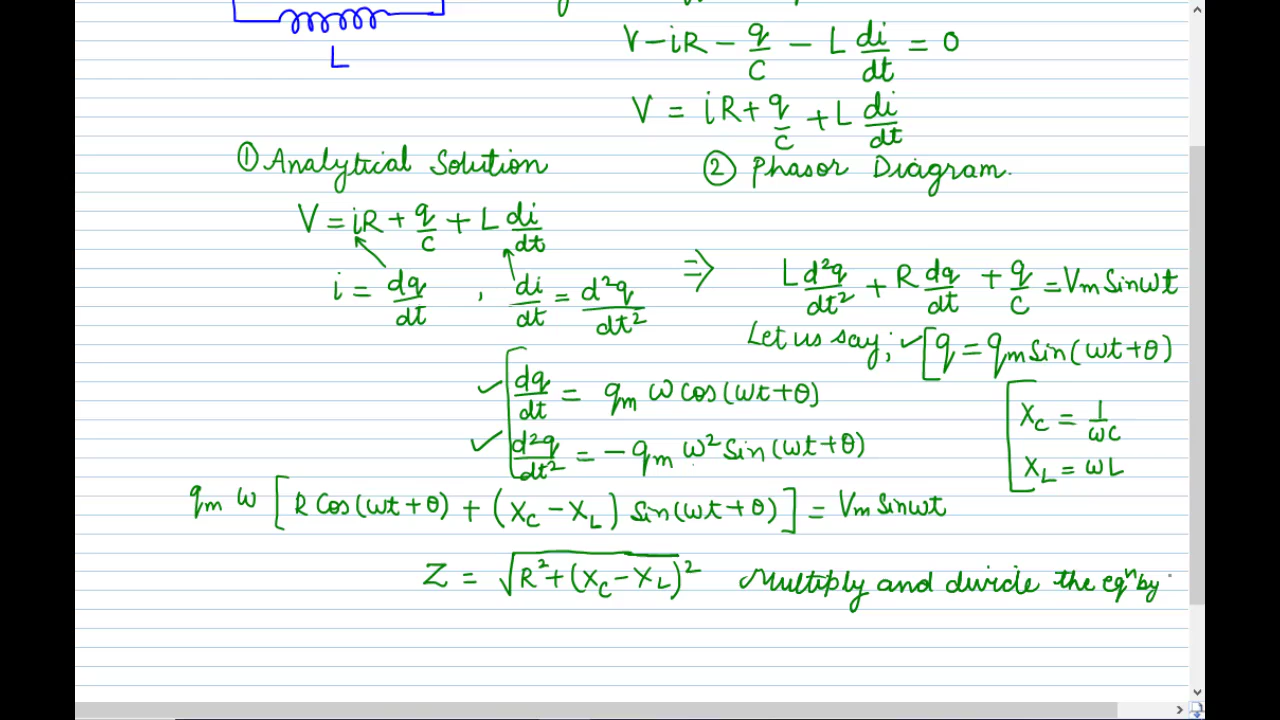 L
V - iR - q/C - L di/dt = 0
V = iR + q/C + L di/dt
① Analytical Solution
② Phasor Diagram.
V = iR + q/C + L di/dt
i = dq/dt , di/dt = d²q/dt²
⇒ L d²q/dt² + R dq/dt + q/C = Vm Sinωt
Let us say; ✓[q = qm Sin(ωt+θ)
✓ dq/dt = qm ω Cos(ωt+θ)
✓ d²q/dt² = - qm ω² Sin(ωt+θ)
XC = 1/ωC
XL = ωL
qm ω [R Cos(ωt+θ) + (XC - XL) Sin(ωt+θ)] = Vm Sinωt
Z = √R²+(XC-XL)² Multiply and divide the eqⁿ by